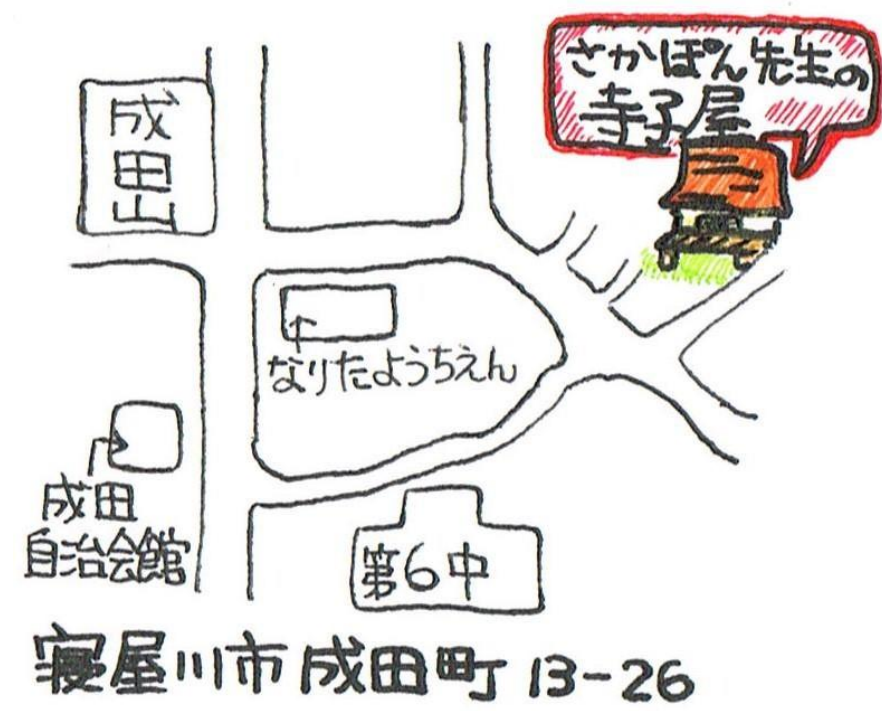 さかぽん先生の
寺子屋
成田山
なりたようちえん
成田
自治会館
第6中
寝屋川市成田町 13-26